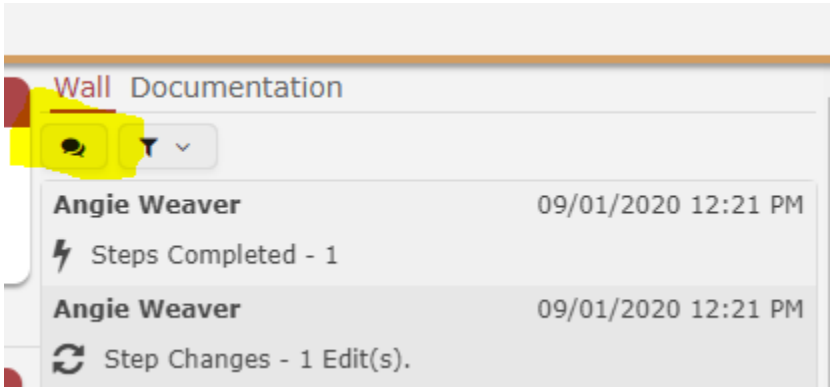 Wall Documentation
Angie Weaver 09/01/2020 12:21 PM
Steps Completed - 1
Angie Weaver 09/01/2020 12:21 PM
Step Changes - 1 Edit(s).